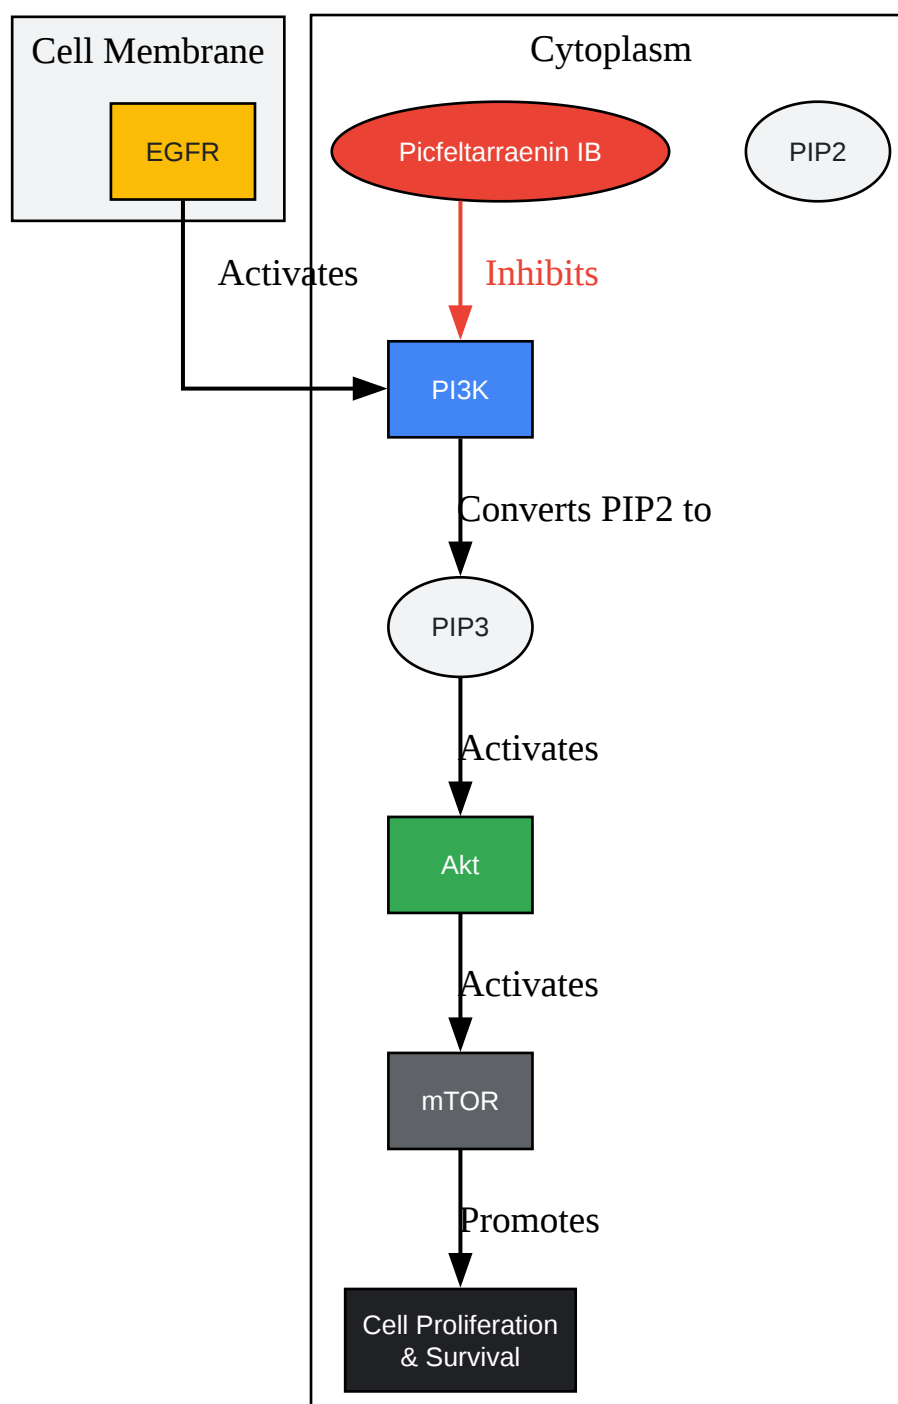 Cell Membrane
Cytoplasm
EGFR
Picfeltarraenin IB
PIP2
Activates
Inhibits
PI3K
Converts PIP2 to
PIP3
Activates
Akt
Activates
mTOR
Promotes
Cell Proliferation
& Survival